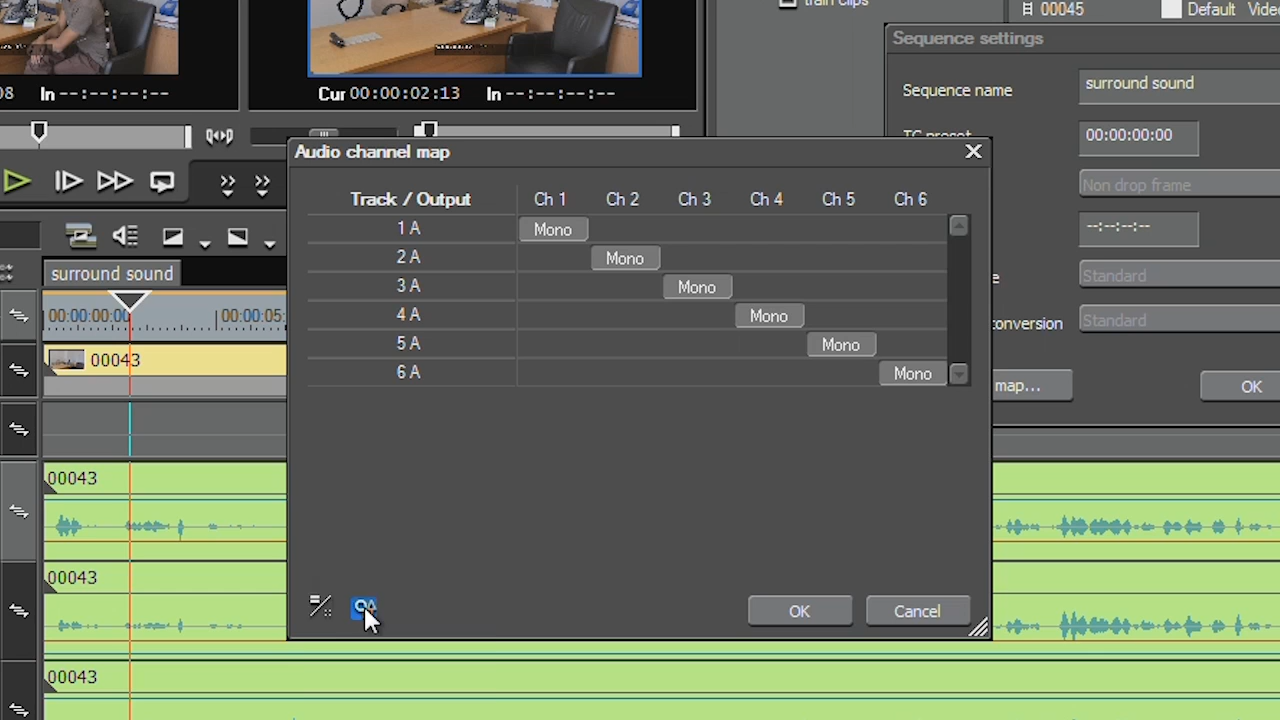 train clips
00045
Default
Video
Sequence settings
08 In --:--:--:--
Cur 00:00:02:13 In --:--:--:--
Sequence name
surround sound
TC preset
00:00:00:00
Audio channel map
Non drop frame
Track / Output Ch 1 Ch 2 Ch 3 Ch 4 Ch 5 Ch 6
1 A Mono
2 A Mono
3 A Mono
4 A Mono
5 A Mono
6 A Mono
--:--:--:--
surround sound
Standard
00:00:00:00 00:00:05:
Standard
00043
map...
OK
00043
00043
OK
Cancel
00043